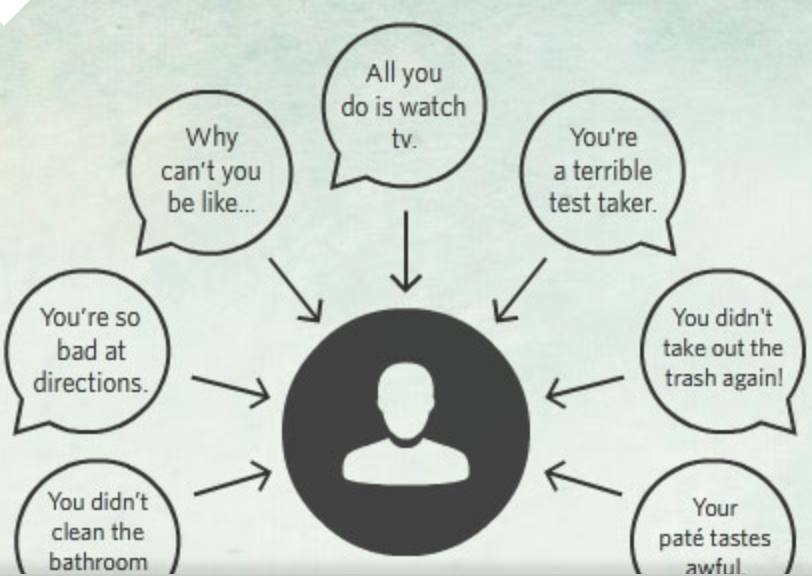 All you
do is watch
tv.
Why
can't you
be like...
You're
a terrible
test taker.
You're so
bad at
directions.
You didn't
take out the
trash again!
You didn't
clean the
bathroom
Your
paté tastes
awful.